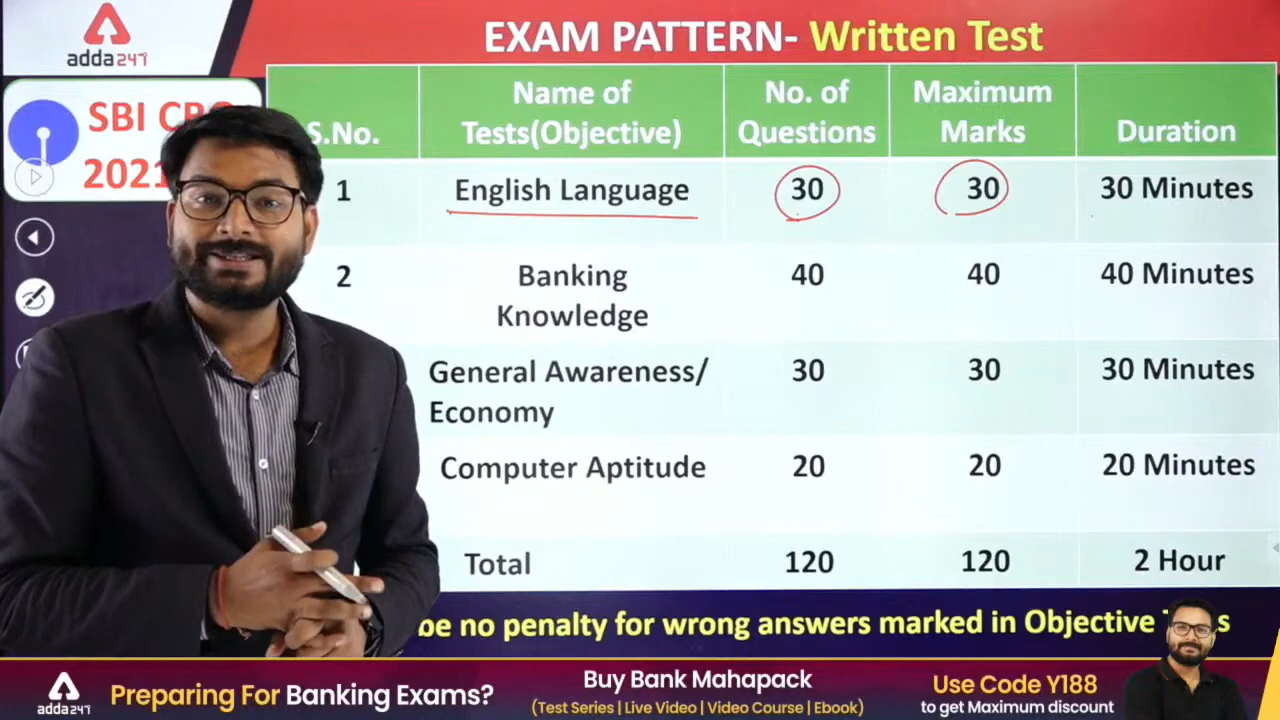 adda247
EXAM PATTERN- Written Test
SBI
2021
S.No.
Name of
Tests(Objective)
No. of
Questions
Maximum
Marks
Duration
1
English Language
30
30
30 Minutes
2
Banking
Knowledge
40
40
40 Minutes
General Awareness/
Economy
30
30
30 Minutes
Computer Aptitude
20
20
20 Minutes
Total
120
120
2 Hour
be no penalty for wrong answers marked in Objective
adda247
Preparing For Banking Exams?
Buy Bank Mahapack
(Test Series | Live Video | Video Course | Ebook)
Use Code Y188
to get Maximum discount